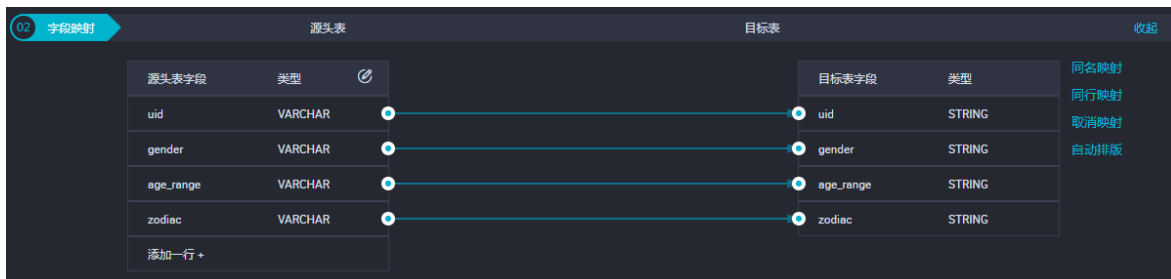 02 字段映射 源头表 目标表 收起
源头表字段 类型 目标表字段 类型 同名映射
同行映射
uid VARCHAR uid STRING
取消映射
gender VARCHAR gender STRING 自动排版
age_range VARCHAR age_range STRING
zodiac VARCHAR zodiac STRING
添加一行 +